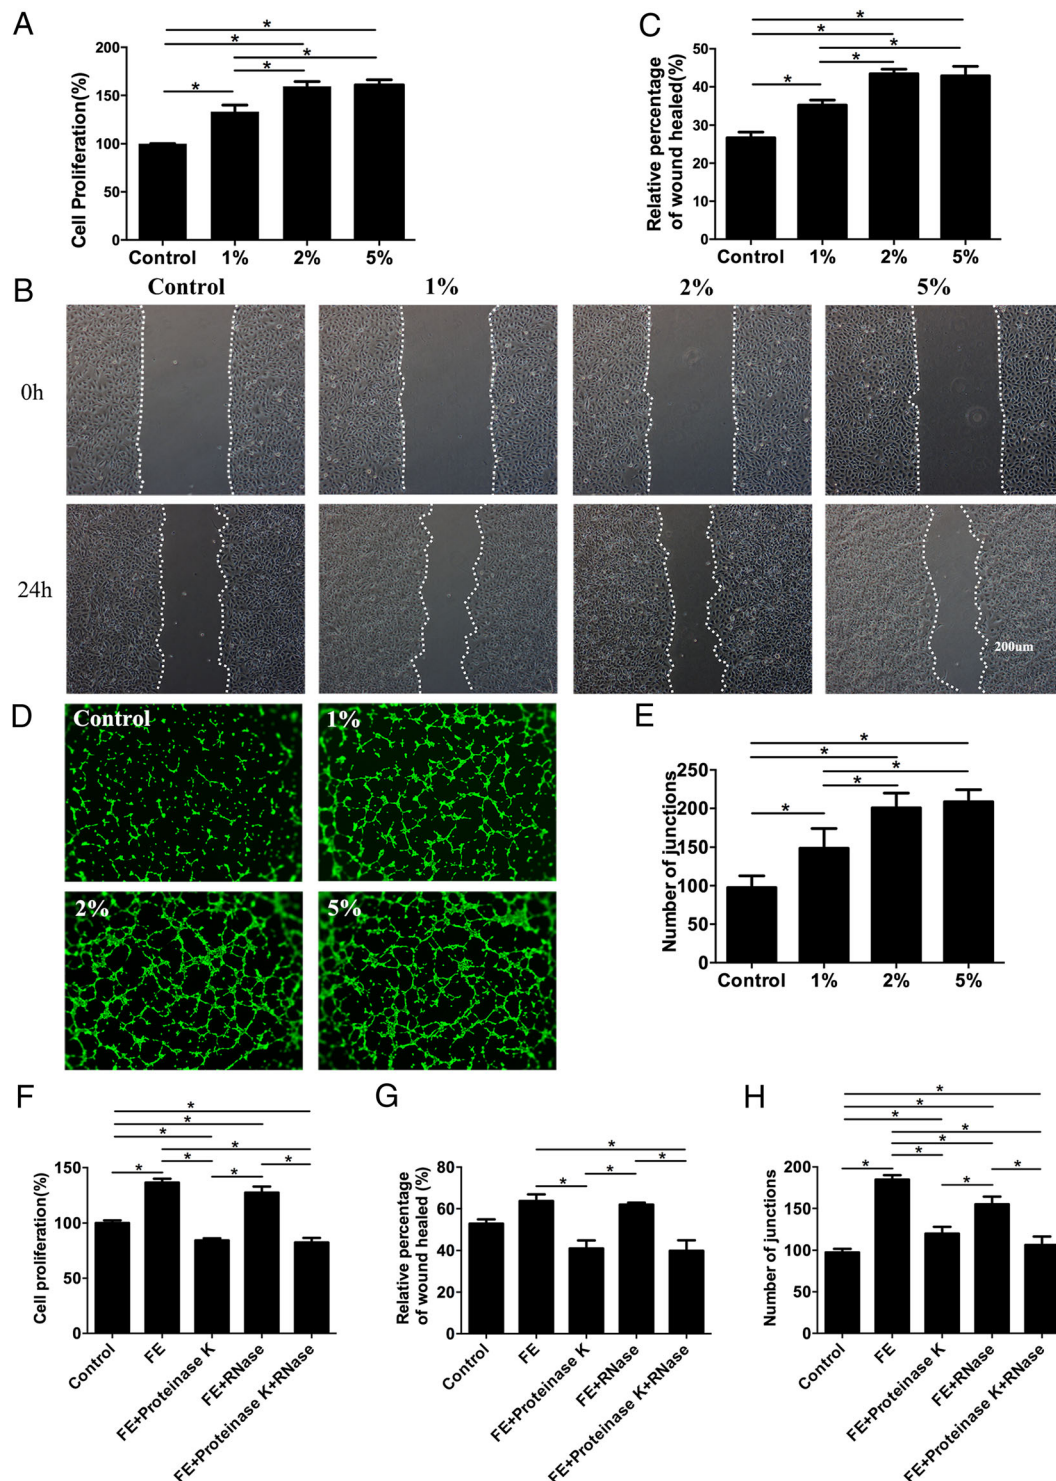 A
*
*
*
*
*
Cell Proliferation(%)
200
150
100
50
0
Control 1% 2% 5%
C
*
*
*
*
*
Relative percentage
of wound healed(%)
50
40
30
20
10
0
Control 1% 2% 5%
B
Control 1% 2% 5%
0h
24h
200um
D
Control
1%
2%
5%
E
*
*
*
*
*
Number of junctions
250
200
150
100
50
0
Control 1% 2% 5%
F
*
*
*
*
*
*
*
*
Cell proliferation(%)
150
100
50
0
Control
FE
FE+Proteinase K
FE+RNase
FE+Proteinase K+RNase
G
*
*
*
*
Relative percentage
of wound healed (%)
80
60
40
20
0
Control
FE
FE+Proteinase K
FE+RNase
FE+Proteinase K+RNase
H
*
*
*
*
*
*
*
*
*
Number of junctions
200
150
100
50
0
Control
FE
FE+Proteinase K
FE+RNase
FE+Proteinase K+RNase